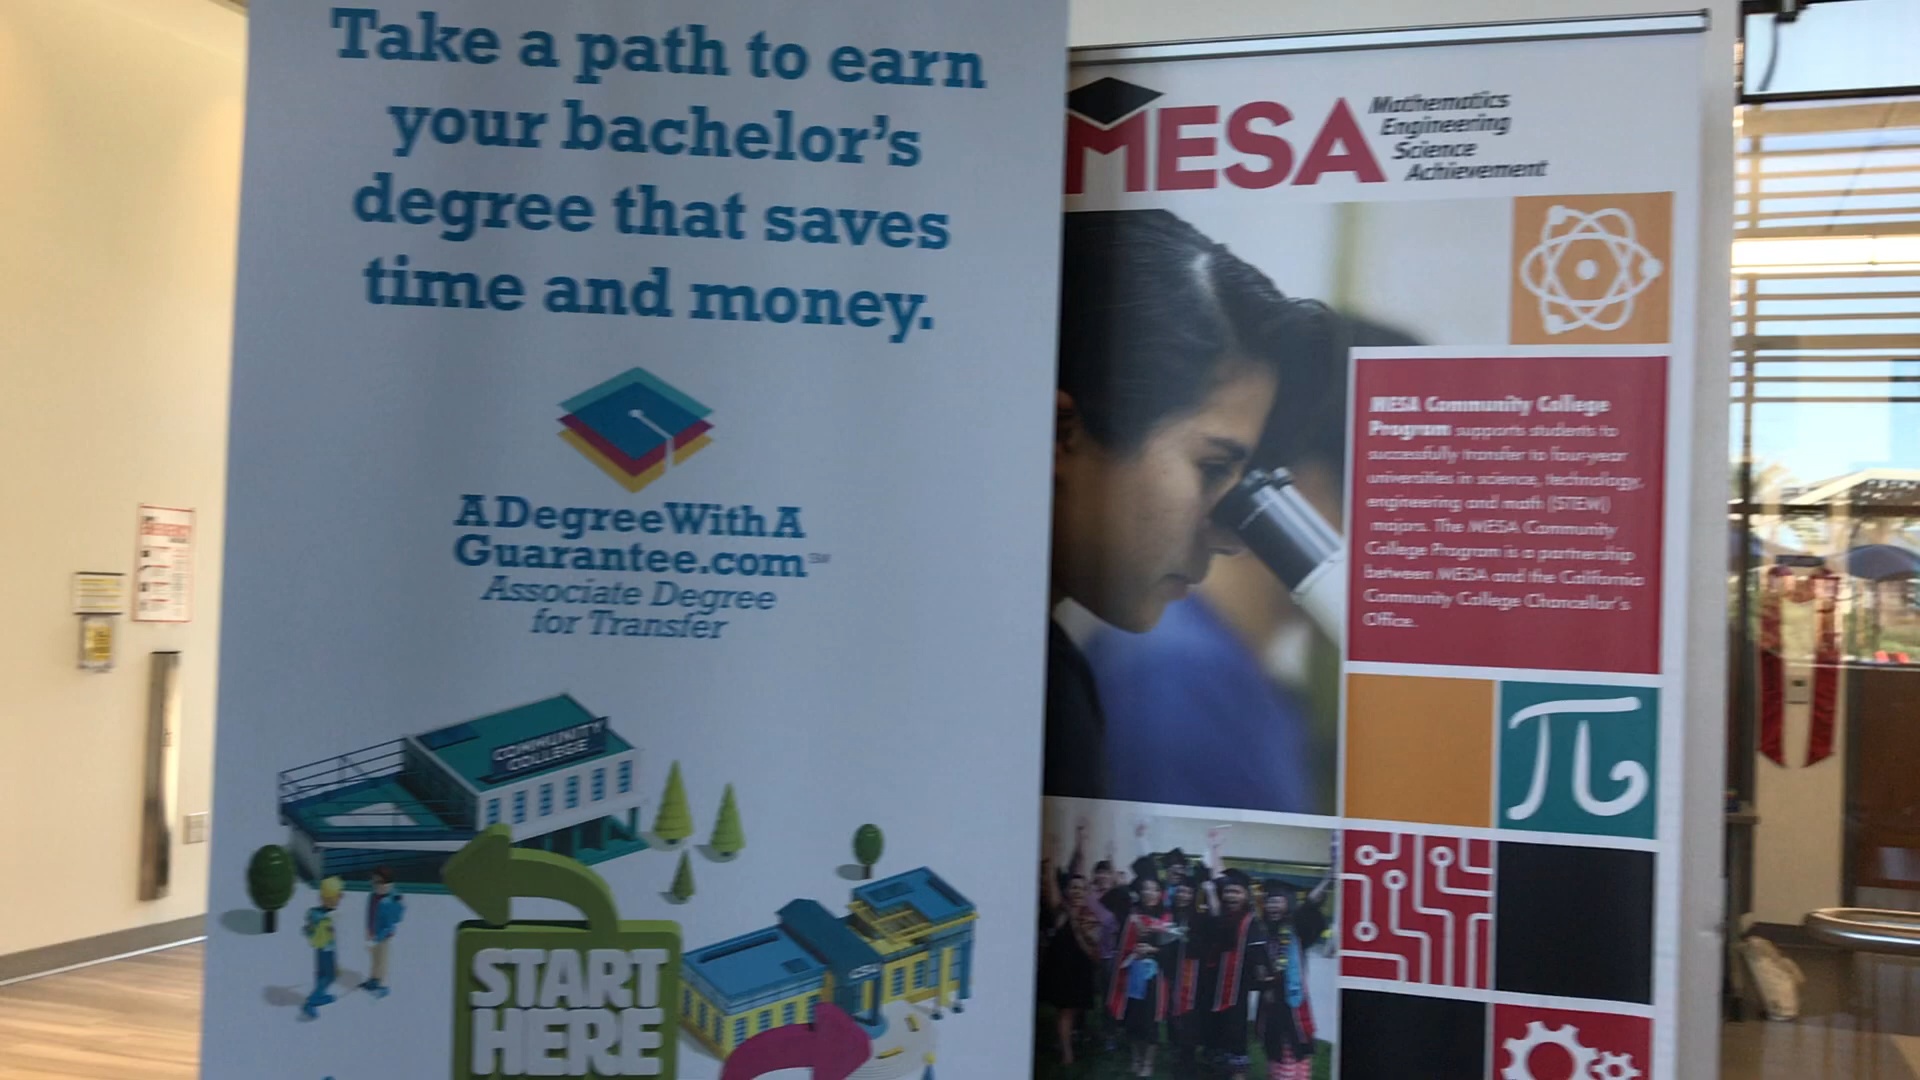 Take a path to earn
your bachelor's
degree that saves
time and money.
ADegreeWithA
Guarantee.com℠
Associate Degree
for Transfer
COMMUNITY
COLLEGE
START
HERE
CSU
MESA
Mathematics
Engineering
Science
Achievement
MESA Community College
Program supports students to
successfully transfer to four-year
universities in science, technology,
engineering and math (STEM)
majors. The MESA Community
College Program is a partnership
between MESA and the California
Community College Chancellor's
Office.